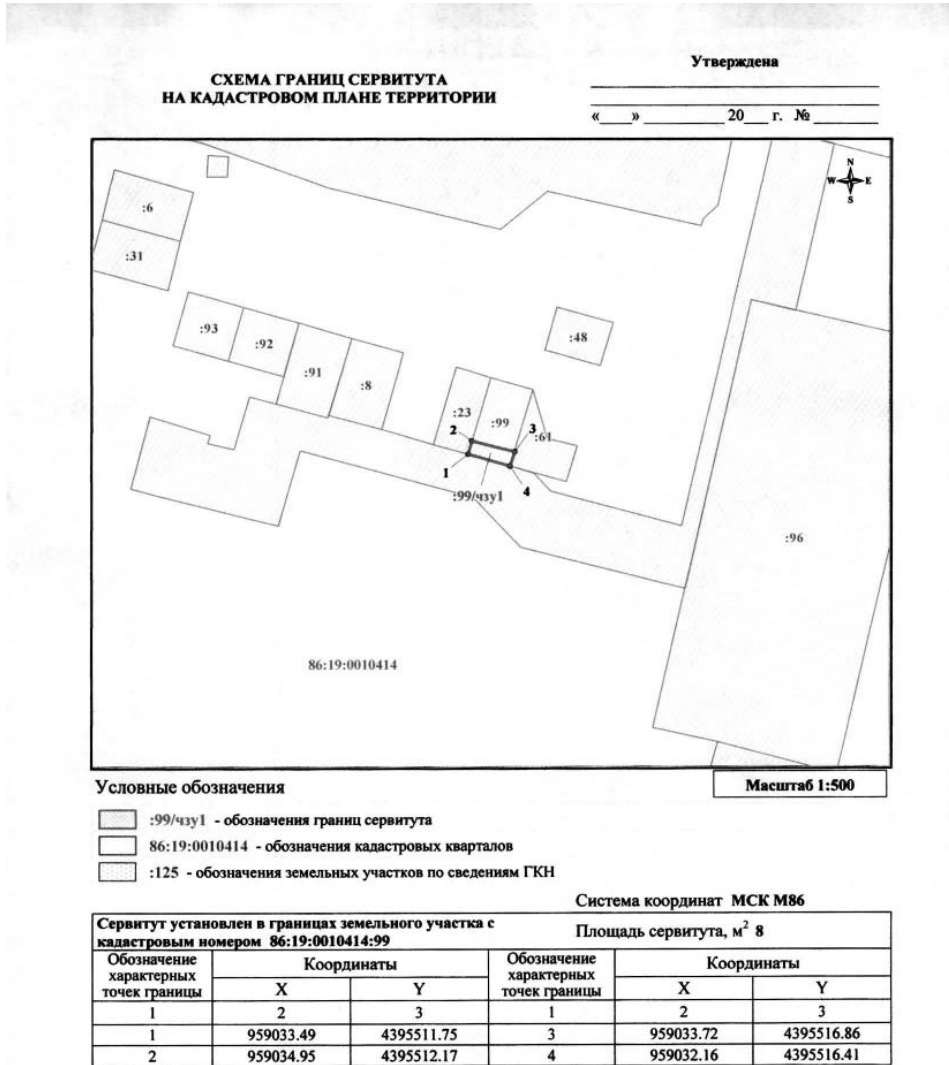 Утверждена
СХЕМА ГРАНИЦ СЕРВИТУТА
НА КАДАСТРОВОМ ПЛАНЕ ТЕРРИТОРИИ
«____» __________ 20___ г. № ________
N
W E
S
:6
:31
:93
:92
:91
:8
:48
:23
:99
:61
2
3
1
4
:99/чзу1
:96
86:19:0010414
Условные обозначения
Масштаб 1:500
:99/чзу1 - обозначения границ сервитута
86:19:0010414 - обозначения кадастровых кварталов
:125 - обозначения земельных участков по сведениям ГКН
Система координат МСК М86
Сервитут установлен в границах земельного участка с
кадастровым номером 86:19:0010414:99
Площадь сервитута, м² 8
Обозначение
характерных
точек границы
Координаты
X Y
Обозначение
характерных
точек границы
Координаты
X Y
1 2 3 1 2 3
1 959033.49 4395511.75 3 959033.72 4395516.86
2 959034.95 4395512.17 4 959032.16 4395516.41